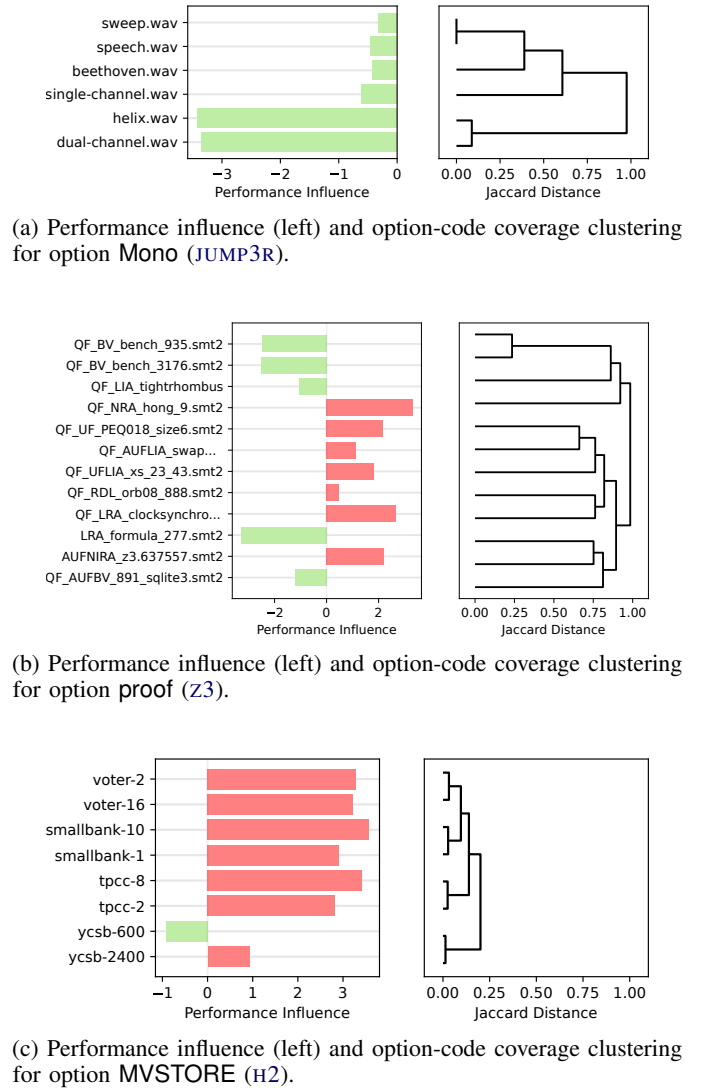 sweep.wav
speech.wav
beethoven.wav
single-channel.wav
helix.wav
dual-channel.wav
−3 −2 −1 0
Performance Influence
0.00 0.25 0.50 0.75 1.00
Jaccard Distance
(a) Performance influence (left) and option-code coverage clustering
for option Mono (JUMP3R).
QF_BV_bench_935.smt2
QF_BV_bench_3176.smt2
QF_LIA_tightrhombus
QF_NRA_hong_9.smt2
QF_UF_PEQ018_size6.smt2
QF_AUFLIA_swap...
QF_UFLIA_xs_23_43.smt2
QF_RDL_orb08_888.smt2
QF_LRA_clocksynchro...
LRA_formula_277.smt2
AUFNIRA_z3.637557.smt2
QF_AUFBV_891_sqlite3.smt2
−2 0 2
Performance Influence
0.00 0.25 0.50 0.75 1.00
Jaccard Distance
(b) Performance influence (left) and option-code coverage clustering
for option proof (Z3).
voter-2
voter-16
smallbank-10
smallbank-1
tpcc-8
tpcc-2
ycsb-600
ycsb-2400
−1 0 1 2 3
Performance Influence
0.00 0.25 0.50 0.75 1.00
Jaccard Distance
(c) Performance influence (left) and option-code coverage clustering
for option MVSTORE (H2).